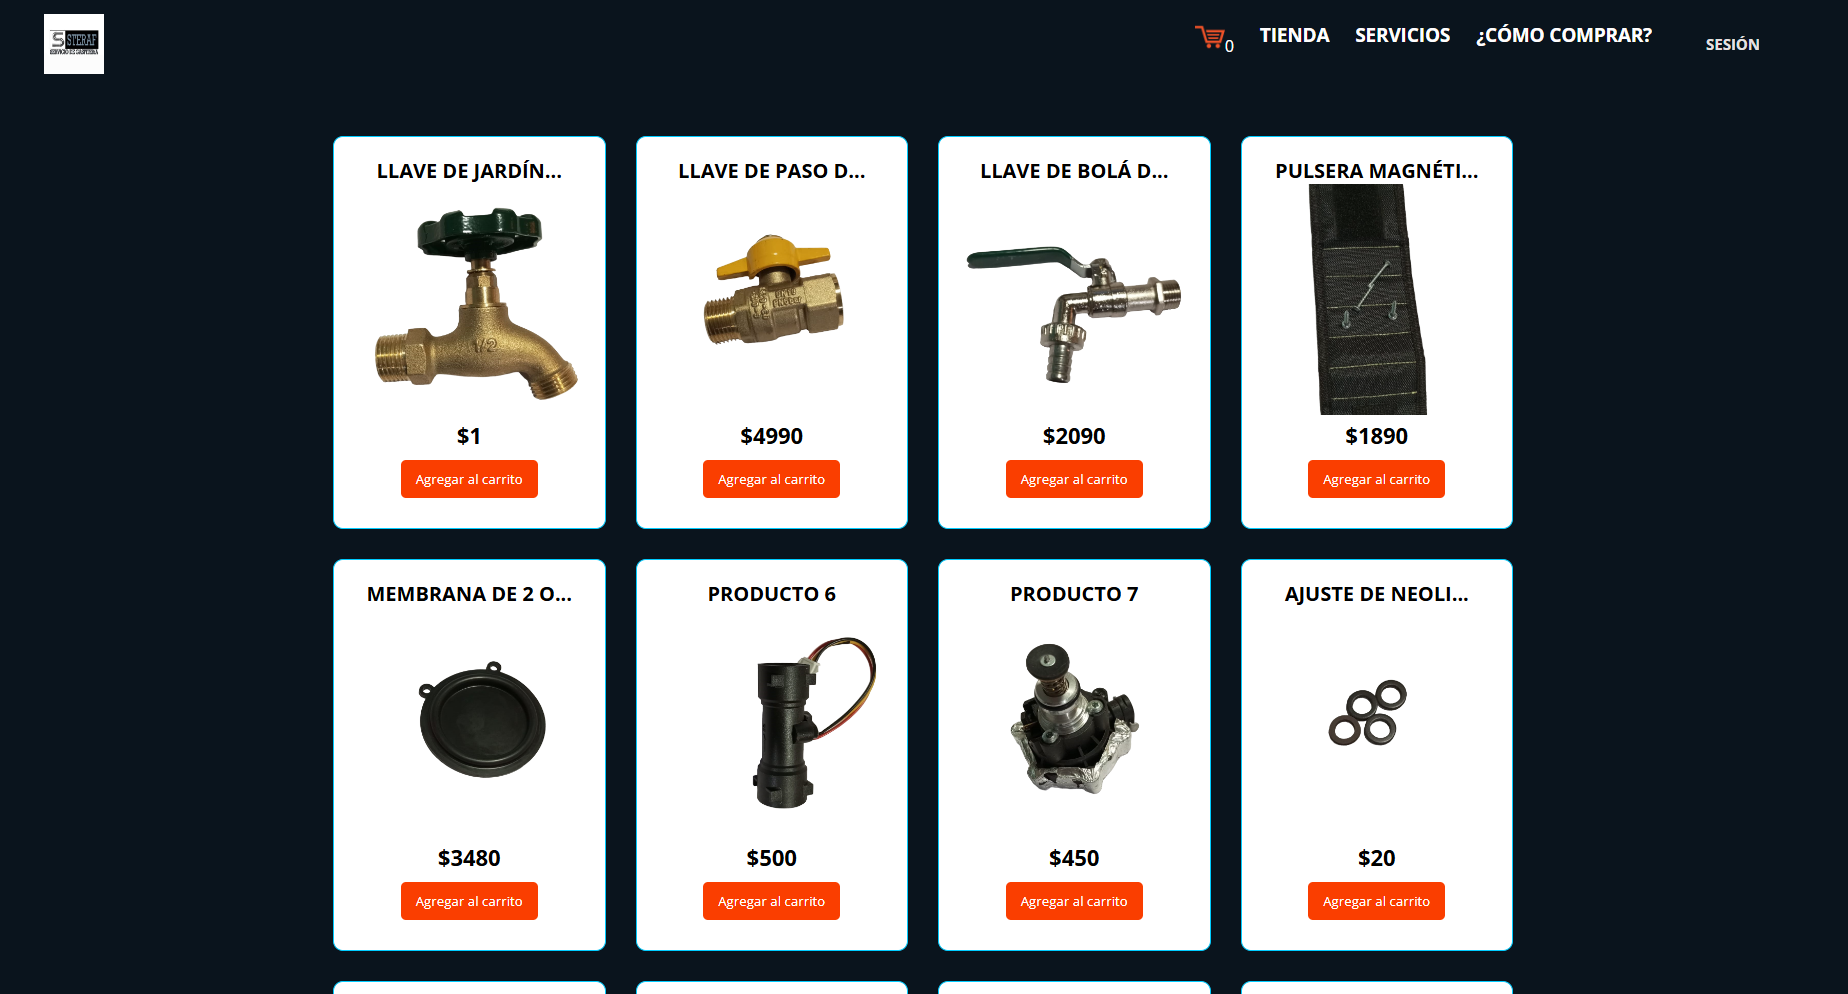 STERAF
0
TIENDA
SERVICIOS
¿CÓMO COMPRAR?
SESIÓN
LLAVE DE JARDÍN...
LLAVE DE PASO D...
LLAVE DE BOLÁ D...
PULSERA MAGNÉTI...
1/2
$1
$4990
$2090
$1890
Agregar al carrito
Agregar al carrito
Agregar al carrito
Agregar al carrito
MEMBRANA DE 2 O...
PRODUCTO 6
PRODUCTO 7
AJUSTE DE NEOLI...
$3480
$500
$450
$20
Agregar al carrito
Agregar al carrito
Agregar al carrito
Agregar al carrito